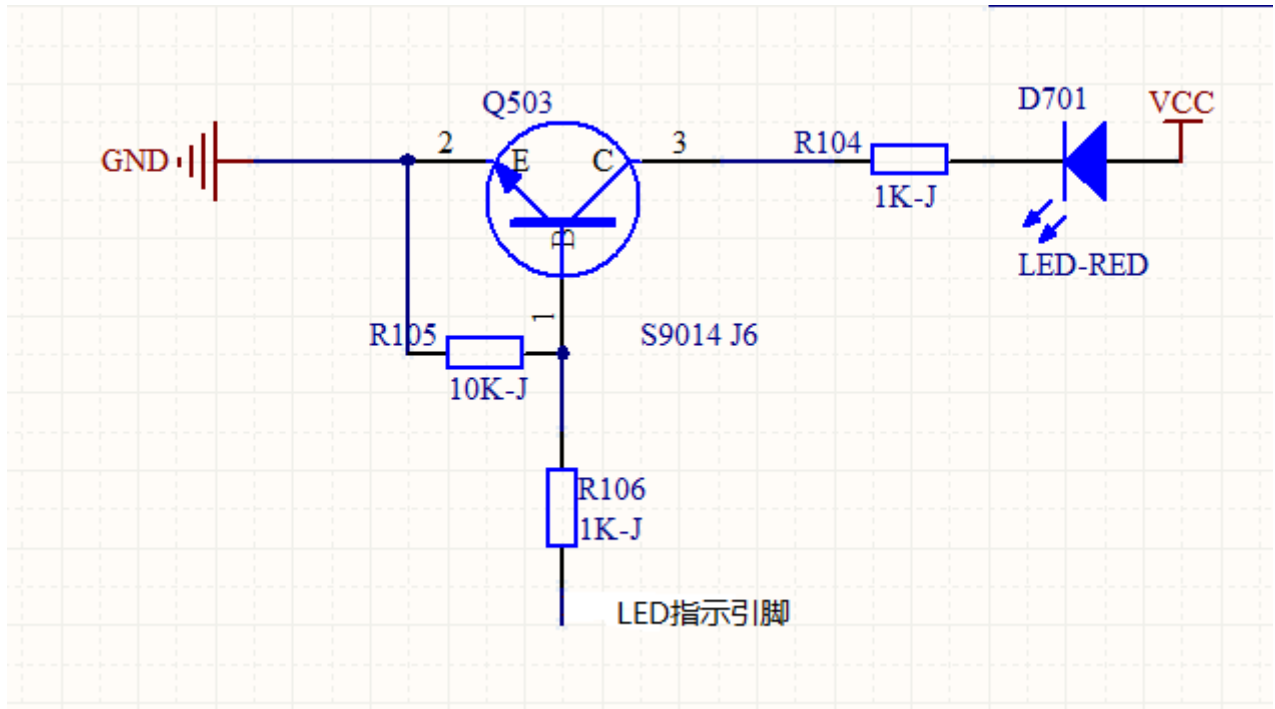 Q503
D701
VCC
GND
2
E
C
3
R104
1K-J
B
LED-RED
1
R105
S9014 J6
10K-J
R106
1K-J
LED指示引脚